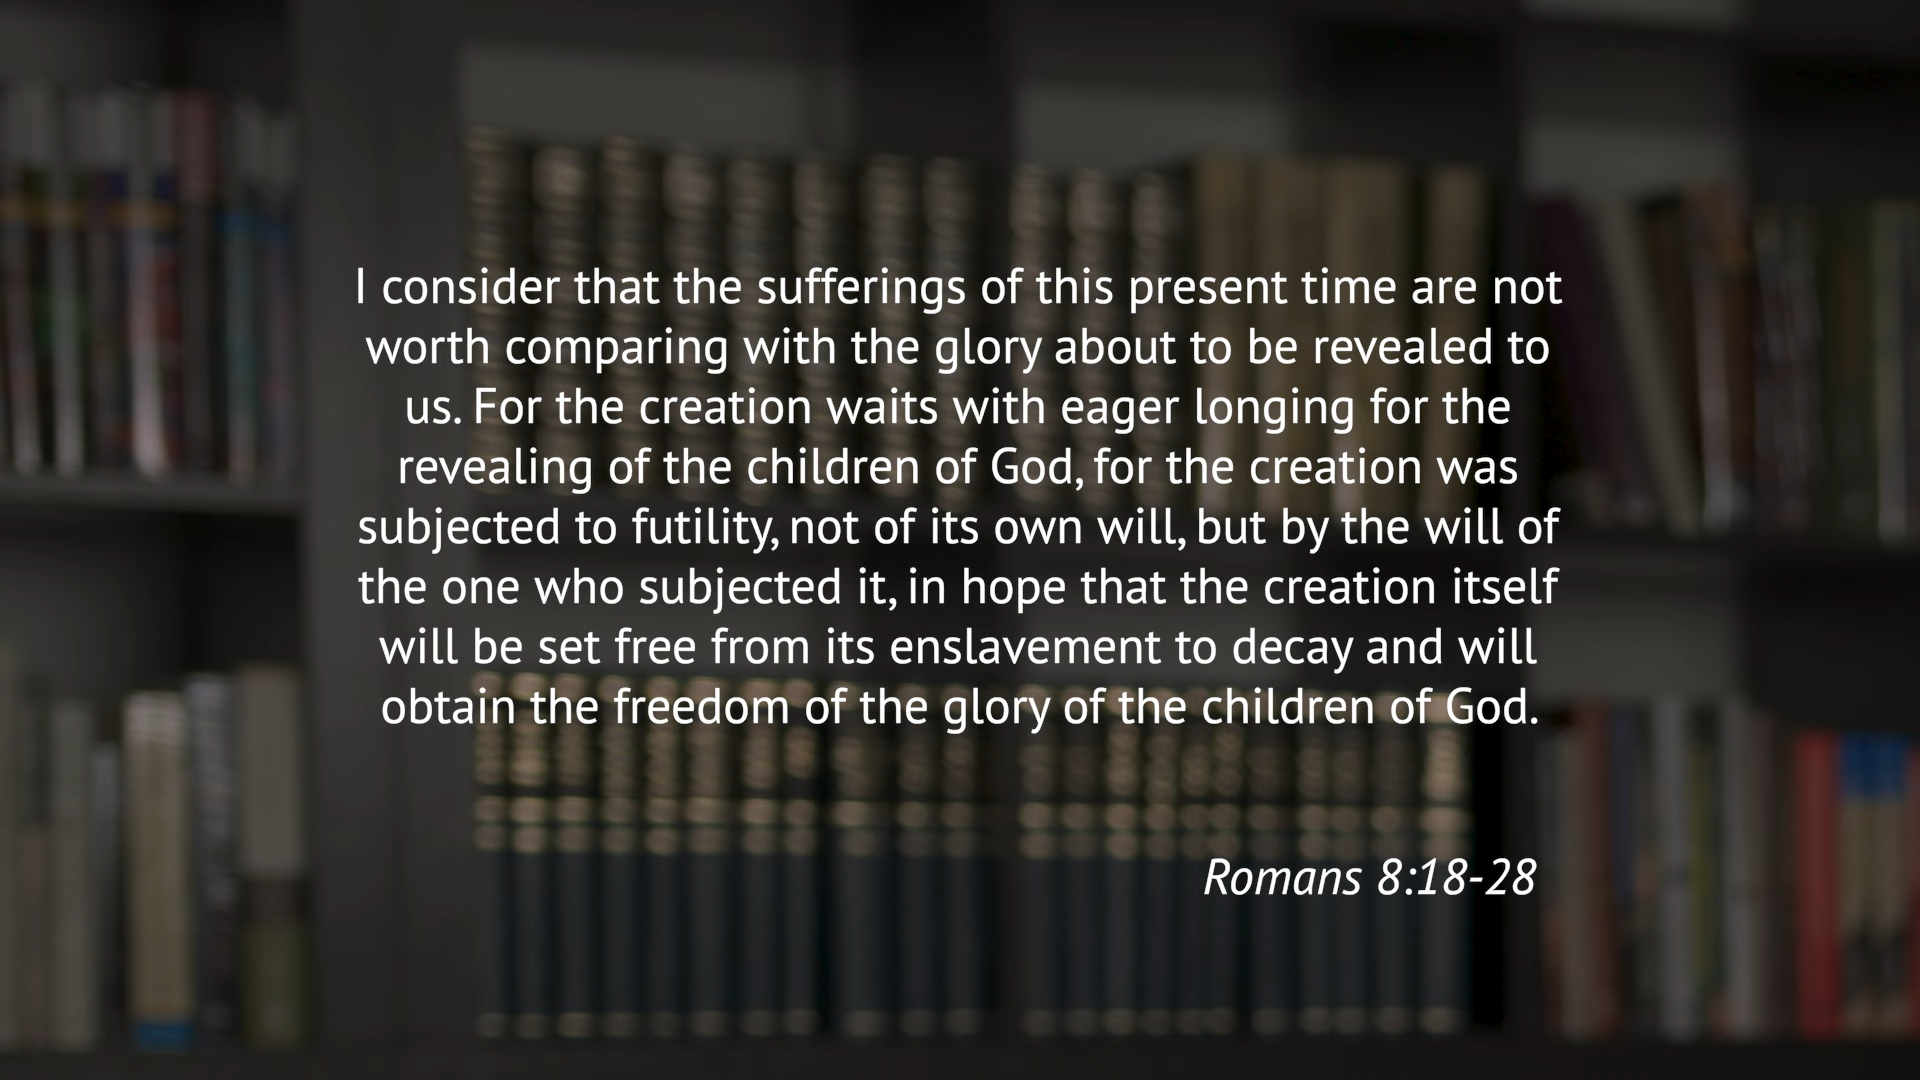 I consider that the sufferings of this present time are not
worth comparing with the glory about to be revealed to
us. For the creation waits with eager longing for the
revealing of the children of God, for the creation was
subjected to futility, not of its own will, but by the will of
the one who subjected it, in hope that the creation itself
will be set free from its enslavement to decay and will
obtain the freedom of the glory of the children of God.
Romans 8:18-28